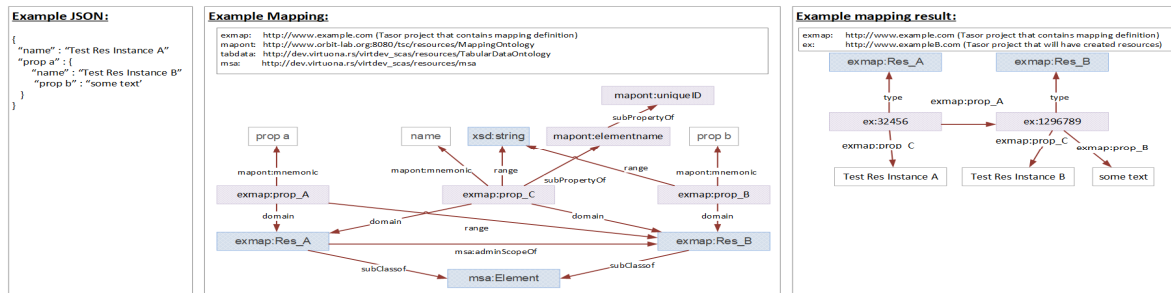 Example JSON:
{
"name" : "Test Res Instance A"
"prop a" : {
"name" : "Test Res Instance B"
"prop b" : "some text'
}
}
Example Mapping:
exmap: http://www.example.com (Tasor project that contains mapping definition)
mapont: http://www.orbit-lab.org:8080/tsc/resources/MappingOntology
tabdata: http://dev.virtuona.rs/virtdev_scas/resources/TabularDataOntology
msa: http://dev.virtuona.rs/virtdev_scas/resources/msa
mapont:uniqueID
subPropertyOf
prop a
name
xsd:string
mapont:elementname
prop b
mapont:mnemonic
mapont:mnemonic
range
subPropertyOf
range
mapont:mnemonic
exmap:prop_A
exmap:prop_C
exmap:prop_B
domain
domain
range
domain
domain
exmap:Res_A
msa:adminScopeOf
exmap:Res_B
subClassof
subClassof
msa:Element
Example mapping result:
exmap: http://www.example.com (Tasor project that contains mapping definition)
ex: http://www.exampleB.com (Tasor project that will have created resources)
exmap:Res_A
exmap:Res_B
type
exmap:prop_A
type
ex:32456
ex:1296789
exmap:prop_C
exmap:prop_C
exmap:prop_B
Test Res Instance A
Test Res Instance B
some text